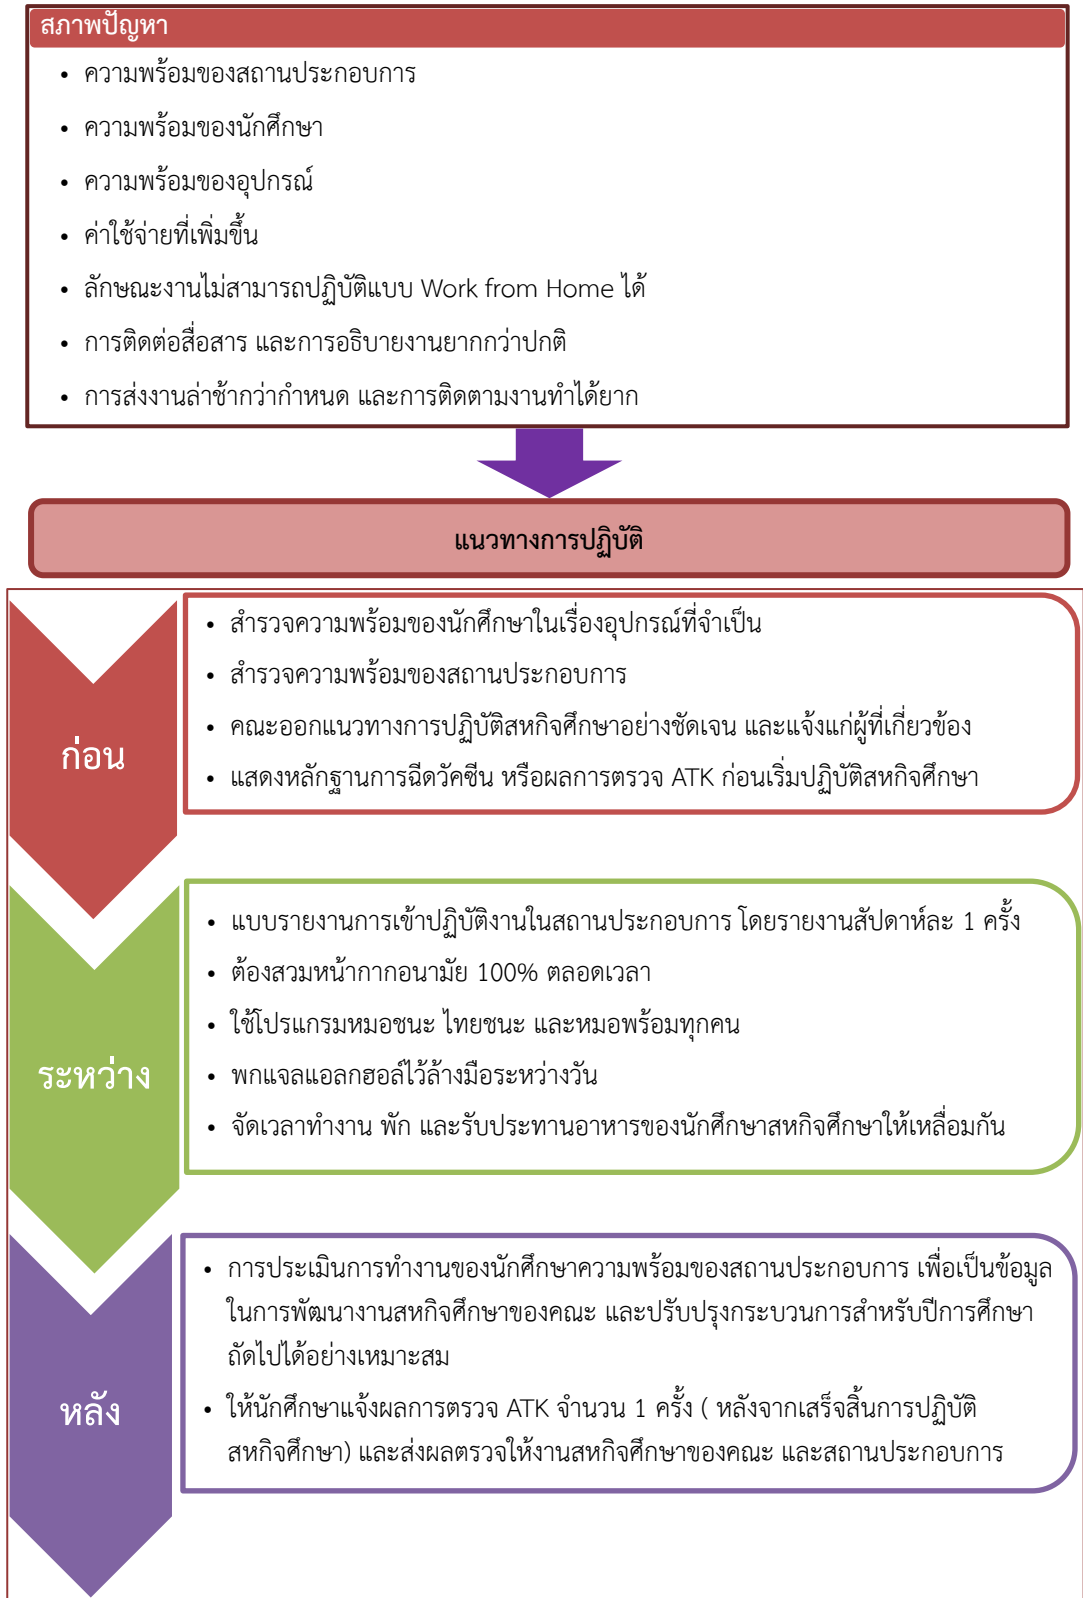 สภาพปัญหา
• ความพร้อมของสถานประกอบการ
• ความพร้อมของนักศึกษา
• ความพร้อมของอุปกรณ์
• ค่าใช้จ่ายที่เพิ่มขึ้น
• ลักษณะงานไม่สามารถปฏิบัติแบบ Work from Home ได้
• การติดต่อสื่อสาร และการอธิบายงานยากกว่าปกติ
• การส่งงานล่าช้ากว่ากำหนด และการติดตามงานทำได้ยาก
แนวทางการปฏิบัติ
ก่อน
• สำรวจความพร้อมของนักศึกษาในเรื่องอุปกรณ์ที่จำเป็น
• สำรวจความพร้อมของสถานประกอบการ
• คณะออกแนวทางการปฏิบัติสหกิจศึกษาอย่างชัดเจน และแจ้งแก่ผู้ที่เกี่ยวข้อง
• แสดงหลักฐานการฉีดวัคซีน หรือผลการตรวจ ATK ก่อนเริ่มปฏิบัติสหกิจศึกษา
ระหว่าง
• แบบรายงานการเข้าปฏิบัติงานในสถานประกอบการ โดยรายงานสัปดาห์ละ 1 ครั้ง
• ต้องสวมหน้ากากอนามัย 100% ตลอดเวลา
• ใช้โปรแกรมหมอชนะ ไทยชนะ และหมอพร้อมทุกคน
• พกแจลแอลกฮอล์ไว้ล้างมือระหว่างวัน
• จัดเวลาทำงาน พัก และรับประทานอาหารของนักศึกษาสหกิจศึกษาให้เหลื่อมกัน
หลัง
• การประเมินการทำงานของนักศึกษาความพร้อมของสถานประกอบการ เพื่อเป็นข้อมูล
ในการพัฒนางานสหกิจศึกษาของคณะ และปรับปรุงกระบวนการสำหรับปีการศึกษา
ถัดไปได้อย่างเหมาะสม
• ให้นักศึกษาแจ้งผลการตรวจ ATK จำนวน 1 ครั้ง ( หลังจากเสร็จสิ้นการปฏิบัติ
สหกิจศึกษา) และส่งผลตรวจให้งานสหกิจศึกษาของคณะ และสถานประกอบการ